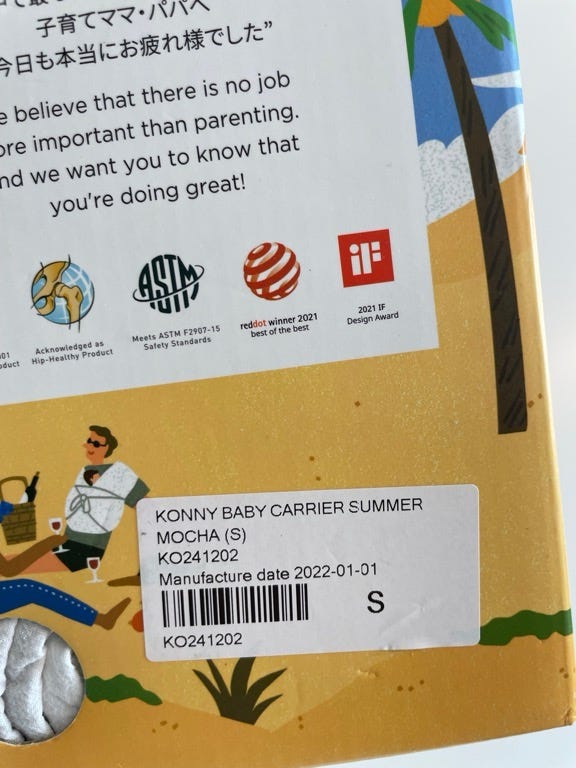 子育てママ・パパへ
今日も本当にお疲れ様でした”
believe that there is no job
important than parenting.
we want you to know that
you're doing great!
Acknowledged as
Hip-Healthy Product
ASTM
Meets ASTM F2907-15
Safety Standards
reddot winner 2021
best of the best
iF
2021 IF
Design Award
KONNY BABY CARRIER SUMMER
MOCHA (S)
KO241202
Manufacture date 2022-01-01
S
KO241202